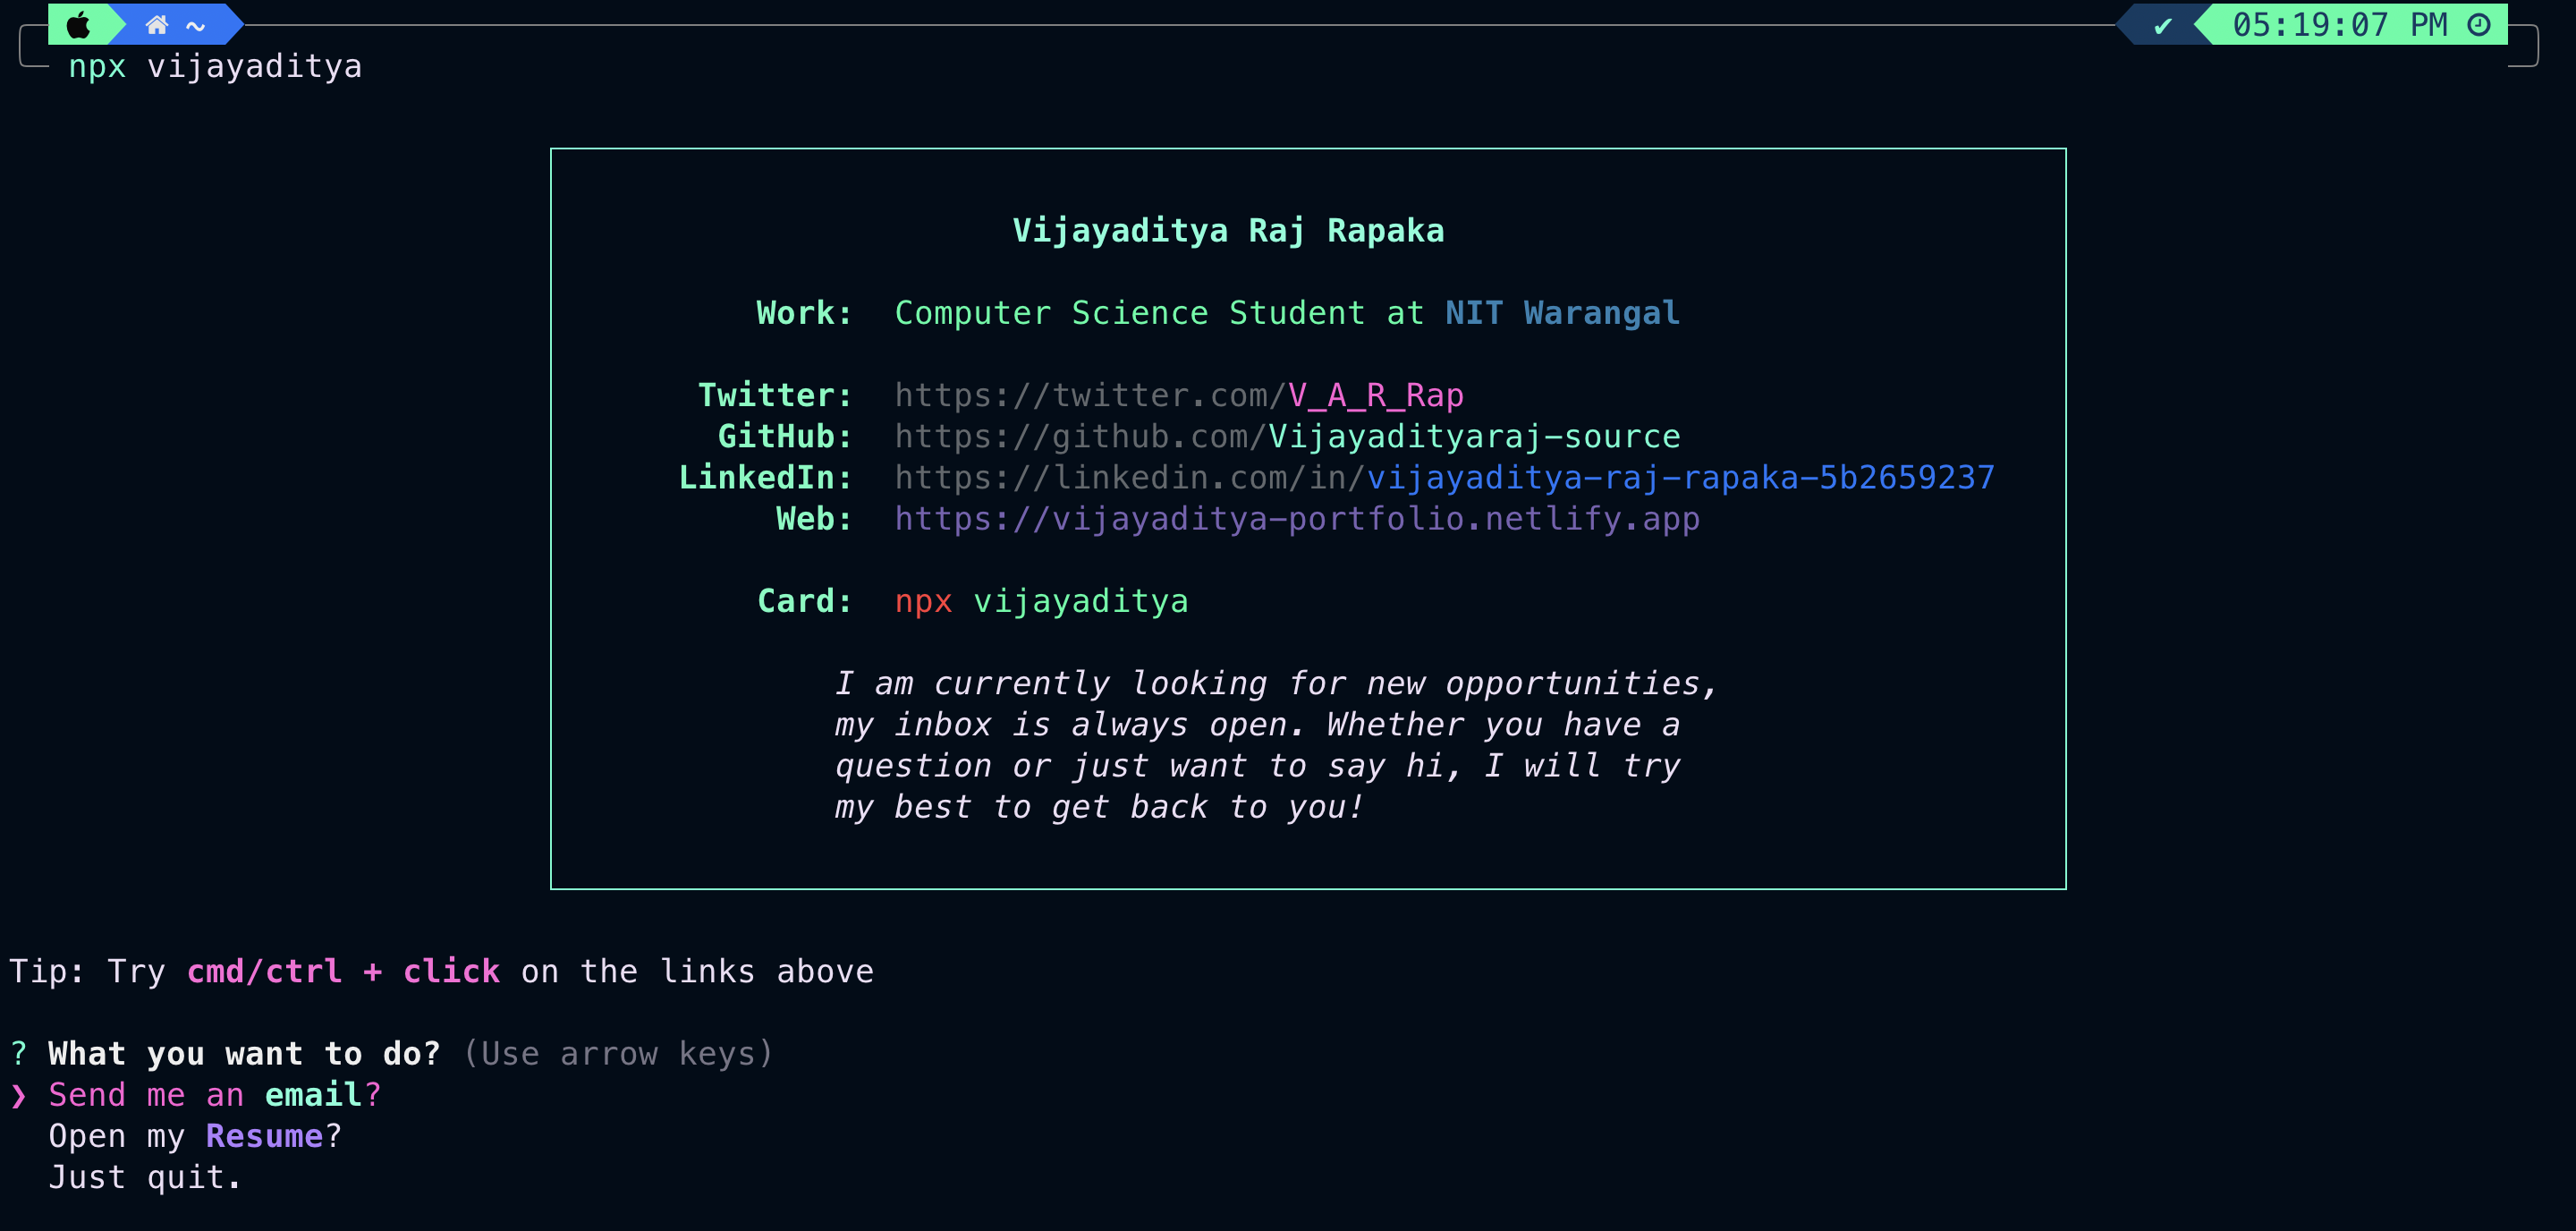 ~ ✔ 05:19:07 PM
npx vijayaditya
Vijayaditya Raj Rapaka
Work: Computer Science Student at NIT Warangal
Twitter: https://twitter.com/V_A_R_Rap
GitHub: https://github.com/Vijayadityaraj-source
LinkedIn: https://linkedin.com/in/vijayaditya-raj-rapaka-5b2659237
Web: https://vijayaditya-portfolio.netlify.app
Card: npx vijayaditya
I am currently looking for new opportunities,
my inbox is always open. Whether you have a
question or just want to say hi, I will try
my best to get back to you!
Tip: Try cmd/ctrl + click on the links above
? What you want to do? (Use arrow keys)
❯ Send me an email?
Open my Resume?
Just quit.